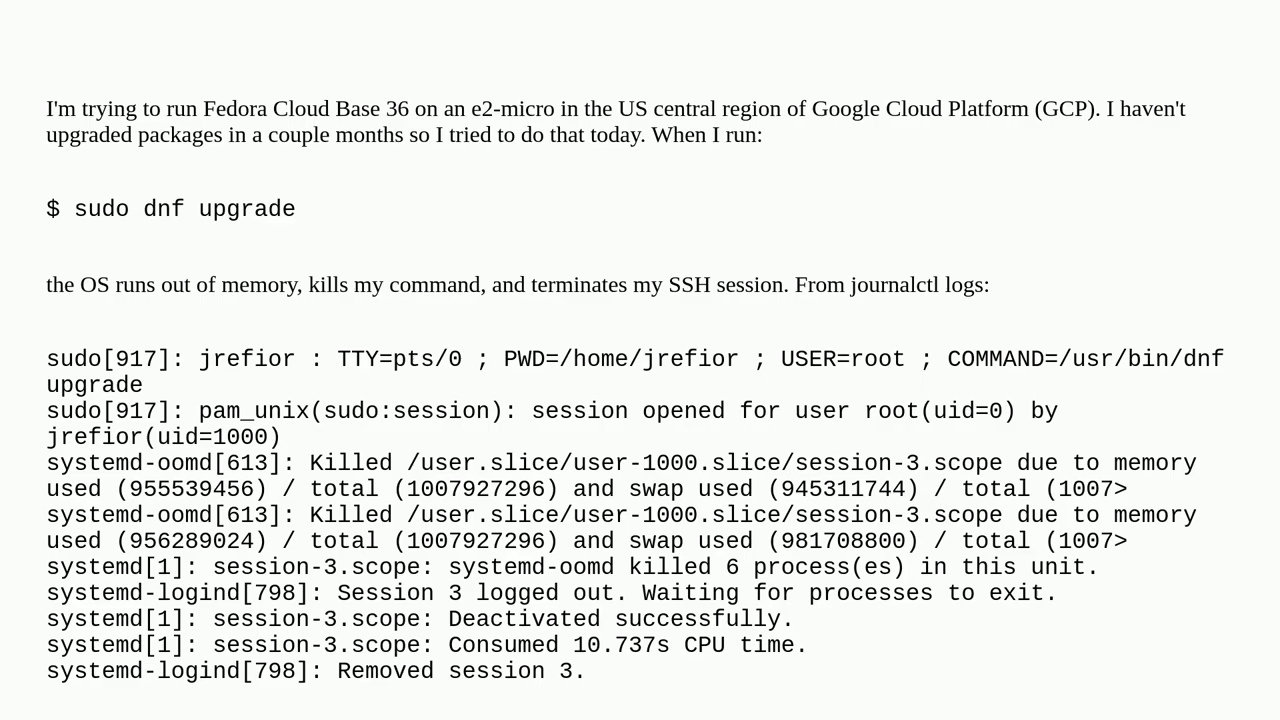 I'm trying to run Fedora Cloud Base 36 on an e2-micro in the US central region of Google Cloud Platform (GCP). I haven't
upgraded packages in a couple months so I tried to do that today. When I run:
$ sudo dnf upgrade
the OS runs out of memory, kills my command, and terminates my SSH session. From journalctl logs:
sudo[917]: jrefior : TTY=pts/0 ; PWD=/home/jrefior ; USER=root ; COMMAND=/usr/bin/dnf
upgrade
sudo[917]: pam_unix(sudo:session): session opened for user root(uid=0) by
jrefior(uid=1000)
systemd-oomd[613]: Killed /user.slice/user-1000.slice/session-3.scope due to memory
used (955539456) / total (1007927296) and swap used (945311744) / total (1007>
systemd-oomd[613]: Killed /user.slice/user-1000.slice/session-3.scope due to memory
used (956289024) / total (1007927296) and swap used (981708800) / total (1007>
systemd[1]: session-3.scope: systemd-oomd killed 6 process(es) in this unit.
systemd-logind[798]: Session 3 logged out. Waiting for processes to exit.
systemd[1]: session-3.scope: Deactivated successfully.
systemd[1]: session-3.scope: Consumed 10.737s CPU time.
systemd-logind[798]: Removed session 3.